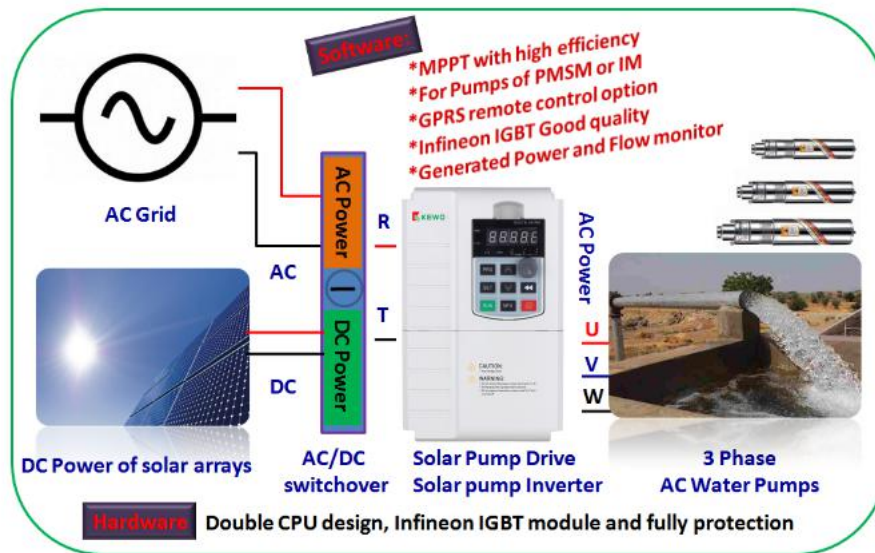 Software:
*MPPT with high efficiency
*For Pumps of PMSM or IM
*GPRS remote control option
*Infineon IGBT Good quality
*Generated Power and Flow monitor
AC Grid
AC Power
R
KEWO
AC Power
AC
T
U
DC Power
V
DC
CAUTION
WARNING
W
DC Power of solar arrays
AC/DC
switchover
Solar Pump Drive
Solar pump Inverter
3 Phase
AC Water Pumps
Hardware
Double CPU design, Infineon IGBT module and fully protection